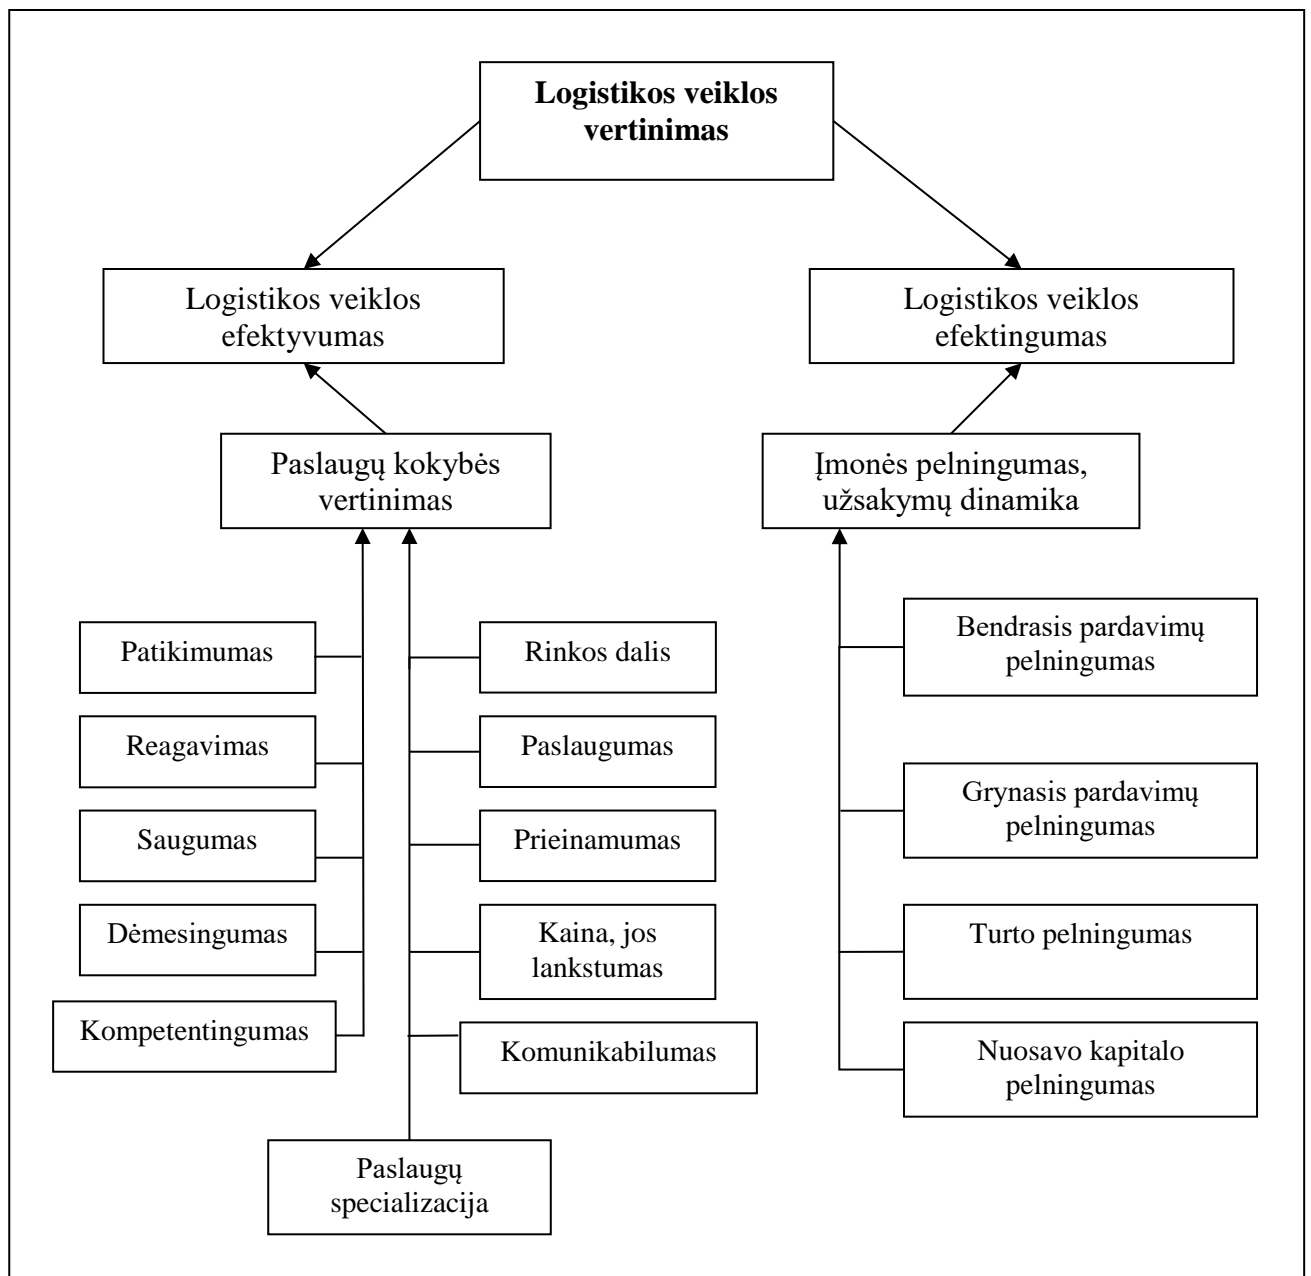 Logistikos veiklos
vertinimas
Logistikos veiklos
efektyvumas
Logistikos veiklos
efektingumas
Paslaugų kokybės
vertinimas
Įmonės pelningumas,
užsakymų dinamika
Patikimumas
Reagavimas
Saugumas
Dėmesingumas
Kompetentingumas
Rinkos dalis
Paslaugumas
Prieinamumas
Kaina, jos
lankstumas
Komunikabilumas
Paslaugų
specializacija
Bendrasis pardavimų
pelningumas
Grynasis pardavimų
pelningumas
Turto pelningumas
Nuosavo kapitalo
pelningumas